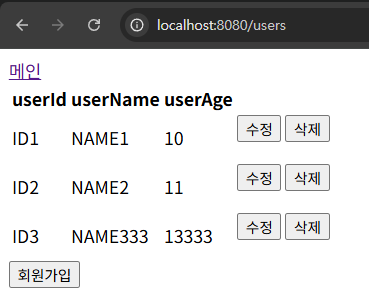 localhost:8080/users
메인
userId userName userAge
ID1 NAME1 10 수정 삭제
ID2 NAME2 11 수정 삭제
ID3 NAME333 13333 수정 삭제
회원가입